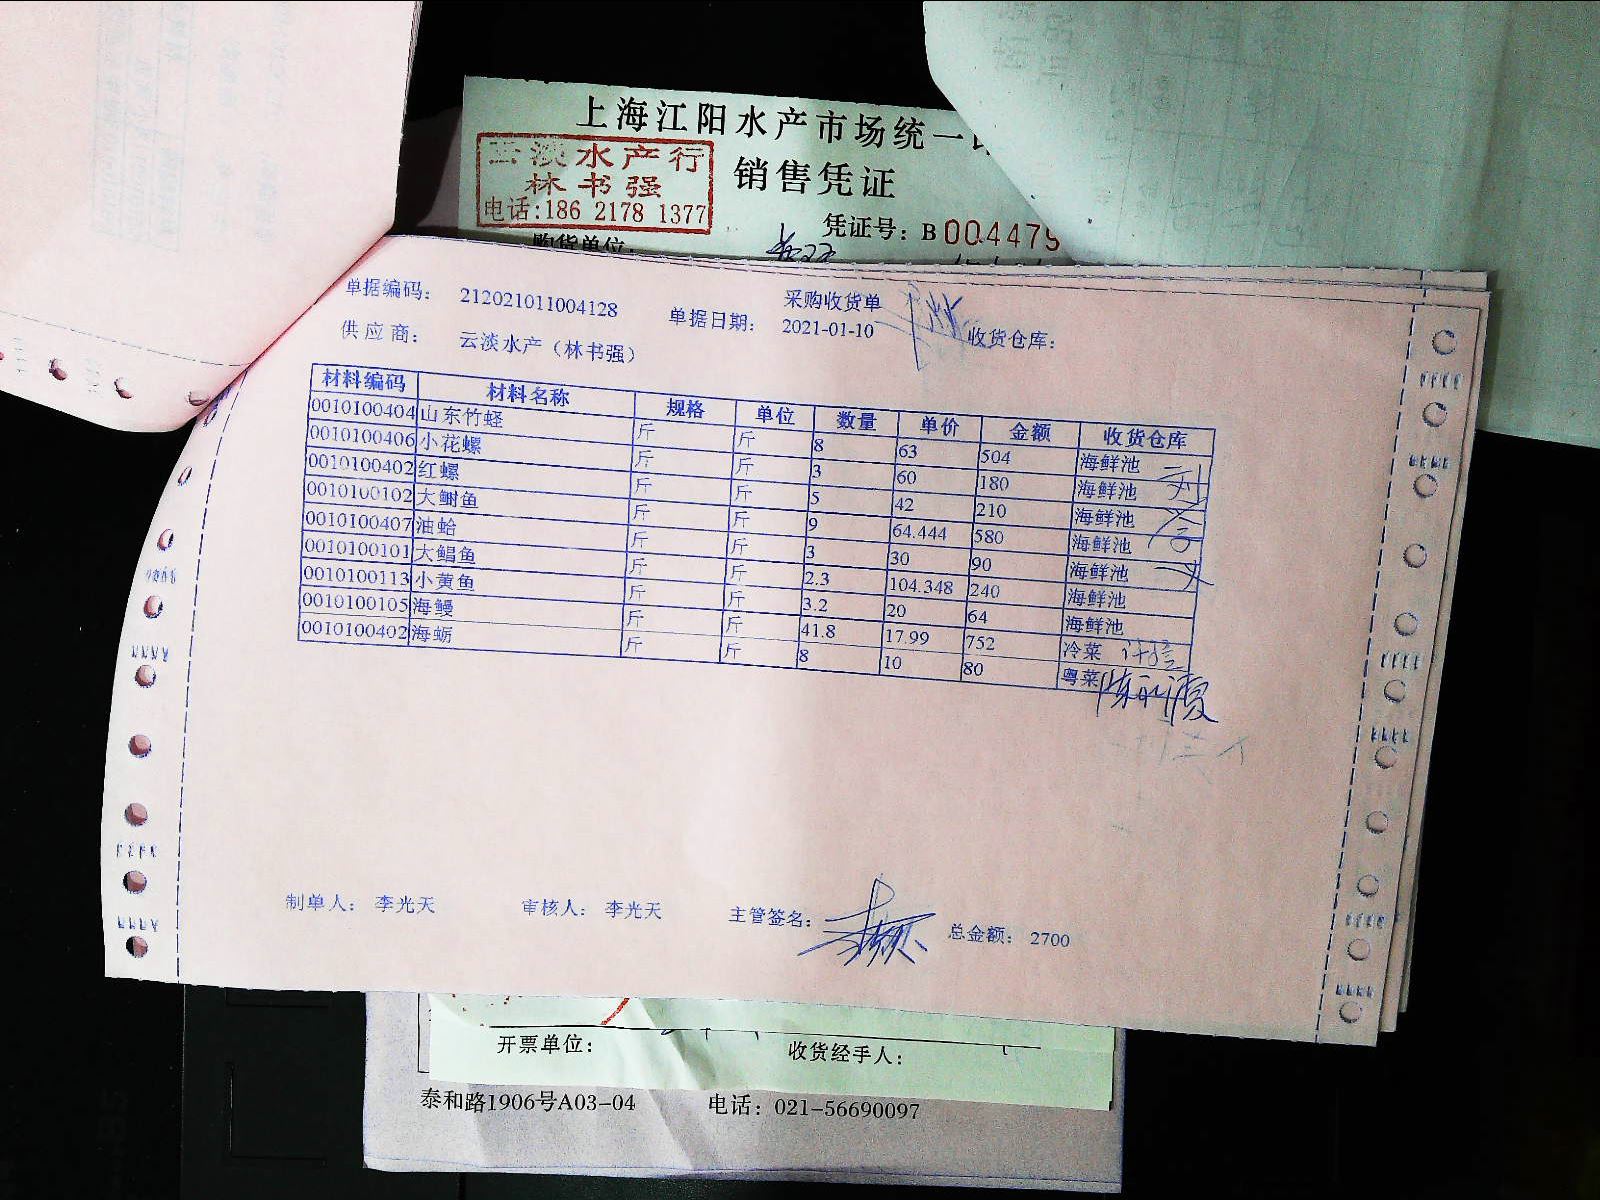 上海江阳水产市场统一
云淡水产行
林书强
电话:186 2178 1377
销售凭证
凭证号：B 004479
购货单位:
采购收货单
单据编码： 212021011004128 单据日期： 2021-01-10 收货仓库：
供应商： 云淡水产（林书强）
材料编码 材料名称 规格 单位 数量 单价 金额 收货仓库
0010100404 山东竹蛏 斤 斤 8 63 504 海鲜池
0010100406 小花螺 斤 斤 3 60 180 海鲜池
0010100402 红螺 斤 斤 5 42 210 海鲜池
0010100102 大鲥鱼 斤 斤 9 64.444 580 海鲜池
0010100407 油蛤 斤 斤 3 30 90 海鲜池
0010100101 大鲳鱼 斤 斤 2.3 104.348 240 海鲜池
0010100113 小黄鱼 斤 斤 3.2 20 64 海鲜池
0010100105 海鳗 斤 斤 41.8 17.99 752 冷菜
0010100402 海蛎 斤 斤 8 10 80 粤菜
制单人： 李光天 审核人： 李光天 主管签名： 总金额： 2700
开票单位： 收货经手人：
泰和路1906号A03-04 电话：021-56690097